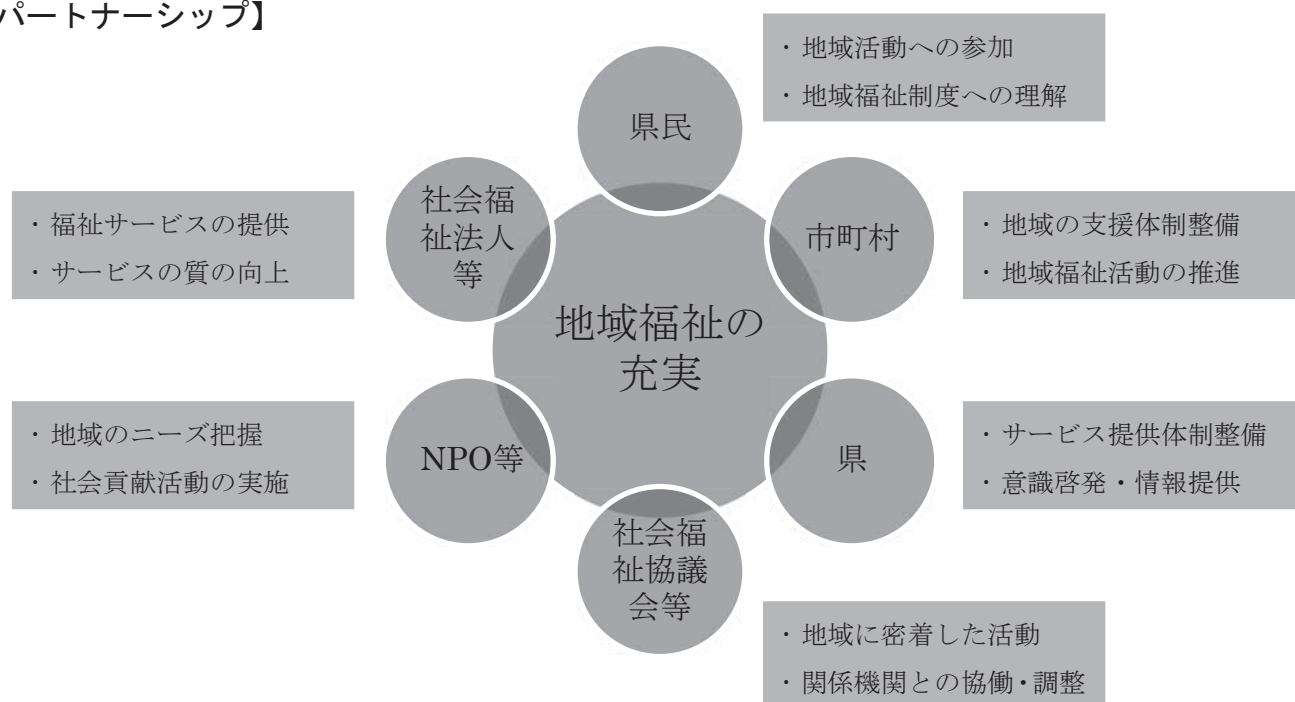 パートナーシップ】
県民
・地域活動への参加
・地域福祉制度への理解
市町村
・地域の支援体制整備
・地域福祉活動の推進
県
・サービス提供体制整備
・意識啓発・情報提供
社会福
祉協議
会等
・地域に密着した活動
・関係機関との協働・調整
NPO等
・地域のニーズ把握
・社会貢献活動の実施
社会福
祉法人
等
・福祉サービスの提供
・サービスの質の向上
地域福祉の
充実